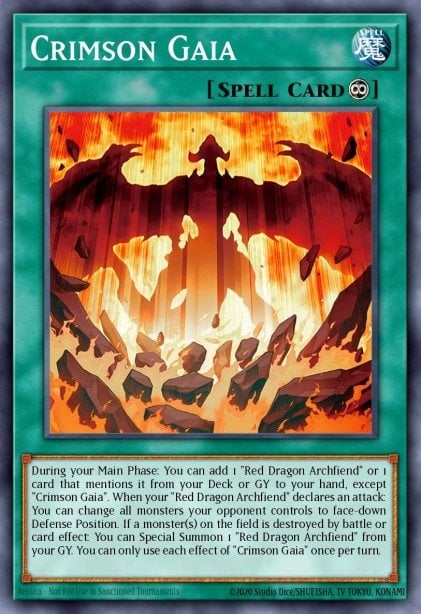 Crimson Gaia
SPELL
魔
[Spell Card]
During your Main Phase: You can add 1 "Red Dragon Archfiend" or 1
card that mentions it from your Deck or GY to your hand, except
"Crimson Gaia". When your "Red Dragon Archfiend" declares an attack:
You can change all monsters your opponent controls to face-down
Defense Position. If a monster(s) on the field is destroyed by battle or
card effect: You can Special Summon 1 "Red Dragon Archfiend" from
your GY. You can only use each effect of "Crimson Gaia" once per turn.
Replica - Not For Use in Sanctioned Tournaments
©2020 Studio Dice/SHUEISHA, TV TOKYO, KONAMI